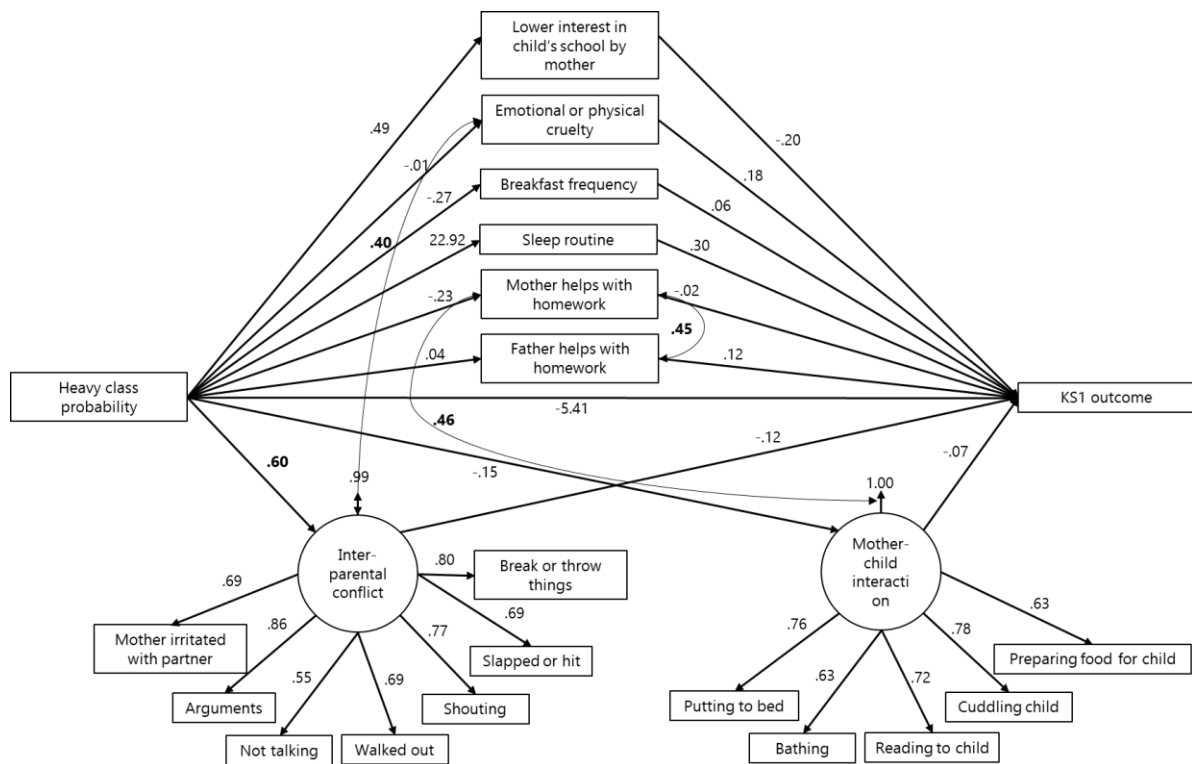 Lower interest in
child's school by
mother
Emotional or physical
cruelty
.49
-.20
-.01
.18
-.27
Breakfast frequency
.06
.40
22.92
Sleep routine
.30
-.23
Mother helps with
homework
-.02
.45
.04
Father helps with
homework
.12
Heavy class
probability
-5.41
KS1 outcome
.46
-.12
.60
.99
-.15
-.07
1.00
Inter-
parental
conflict
.80
Break or throw
things
Mother-
child
interacti
on
.69
.69
.63
Mother irritated
with partner
.86
.77
Slapped or hit
.76
.78
Preparing food for child
.55
.69
.63
.72
Arguments
Shouting
Putting to bed
Cuddling child
Not talking
Walked out
Bathing
Reading to child